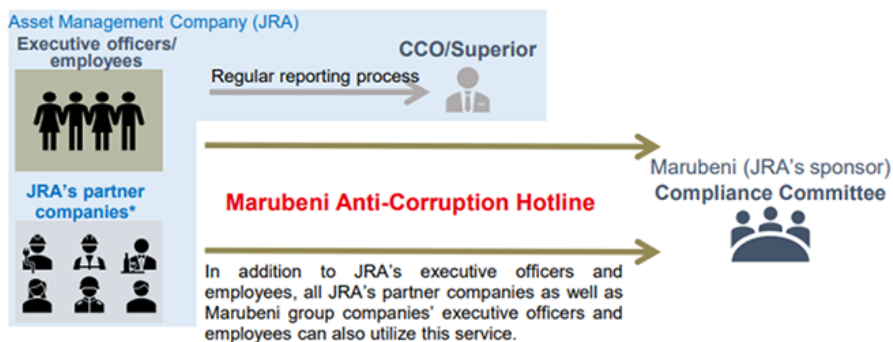 Asset Management Company (JRA)
Executive officers/
employees
CCO/Superior
Regular reporting process
Marubeni (JRA's sponsor)
Compliance Committee
JRA's partner
companies*
Marubeni Anti-Corruption Hotline
In addition to JRA's executive officers and
employees, all JRA's partner companies as well as
Marubeni group companies' executive officers and
employees can also utilize this service.